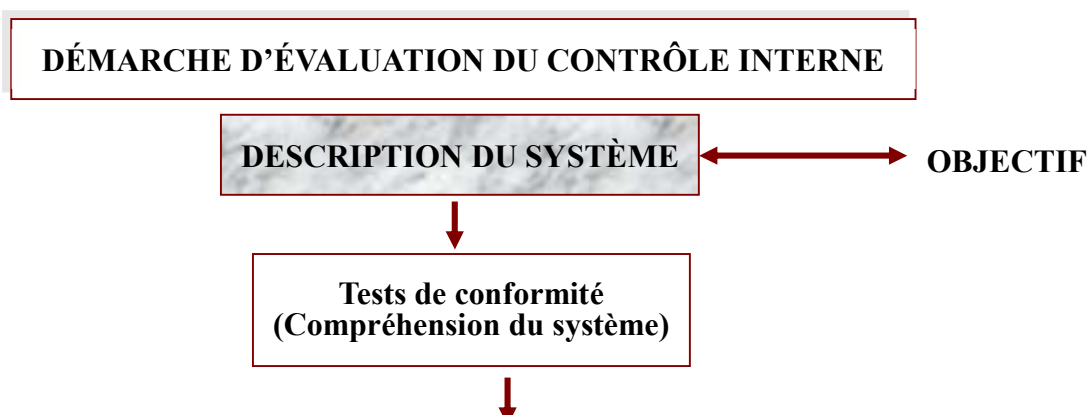 DÉMARCHE D’ÉVALUATION DU CONTRÔLE INTERNE
DESCRIPTION DU SYSTÈME
OBJECTIF
Tests de conformité
(Compréhension du système)